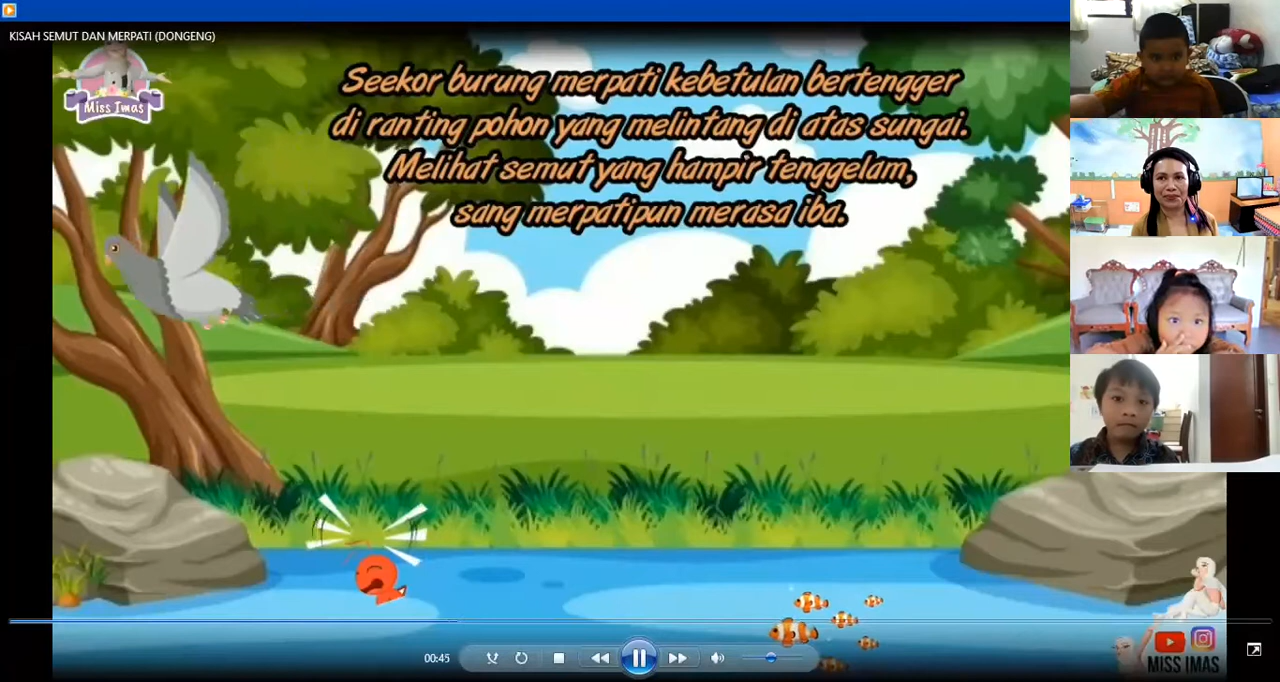 KISAH SEMUT DAN MERPATI (DONGENG)
Miss Imas
Seekor burung merpati kebetulan bertengger
di ranting pohon yang melintang di atas sungai.
Melihat semut yang hampir tenggelam,
sang merpatipun merasa iba.
00:45
MISS IMAS